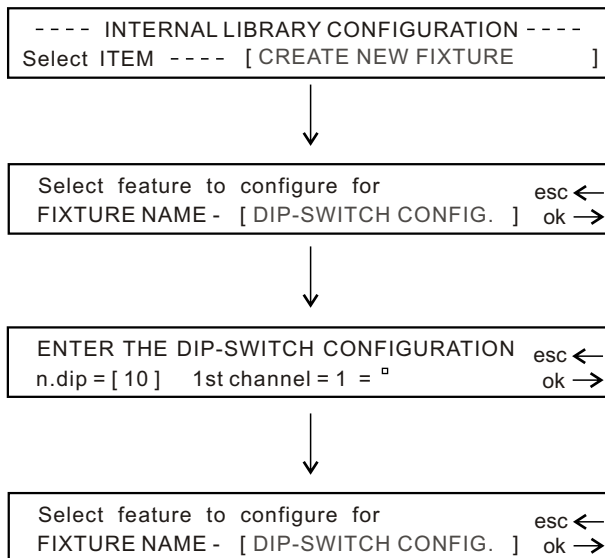 ---- INTERNAL LIBRARY CONFIGURATION ----
Select ITEM ---- [ CREATE NEW FIXTURE ]
Select feature to configure for esc ←
FIXTURE NAME - [ DIP-SWITCH CONFIG. ] ok →
ENTER THE DIP-SWITCH CONFIGURATION esc ←
n.dip = [ 10 ] 1st channel = 1 = ▫ ok →
Select feature to configure for esc ←
FIXTURE NAME - [ DIP-SWITCH CONFIG. ] ok →